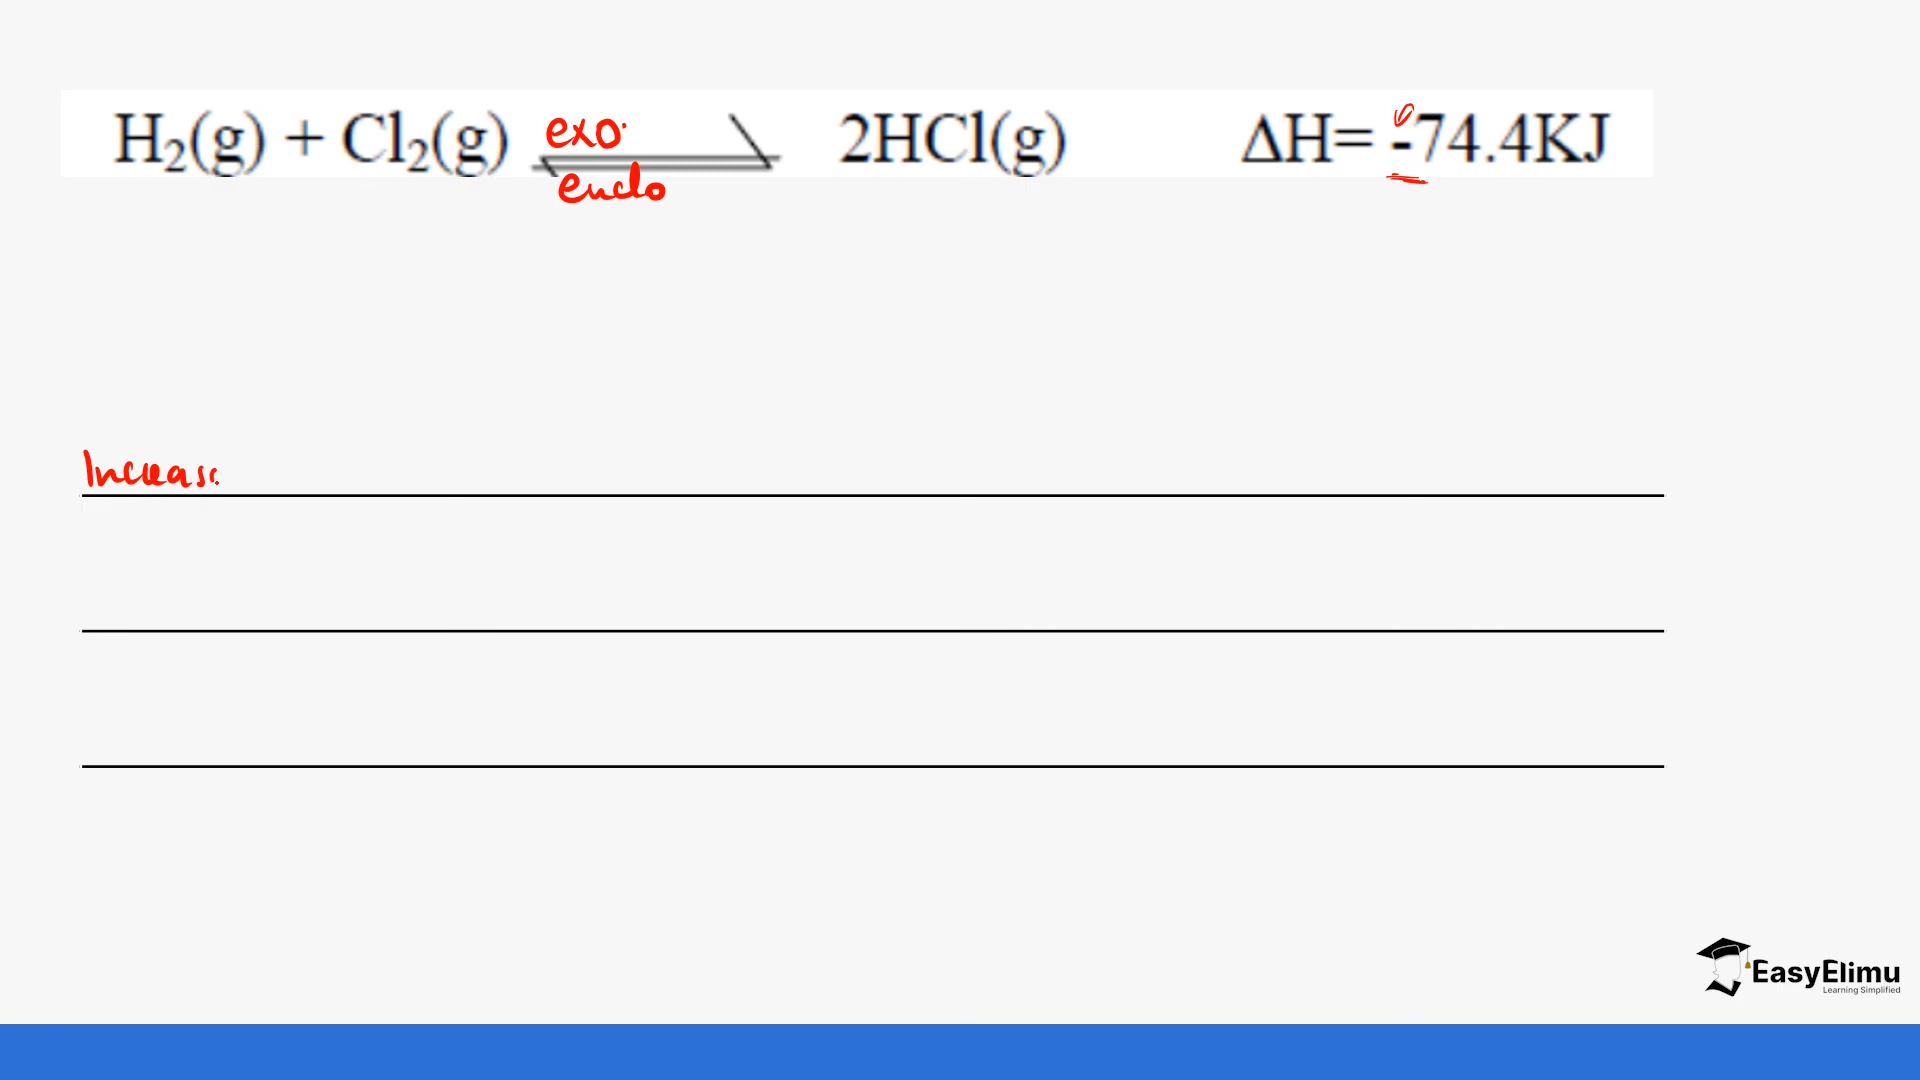 H₂(g) + Cl₂(g) exo. ⇌ 2HCl(g) ΔH= -74.4KJ
endo
Increase
EasyElimu
Learning Simplified